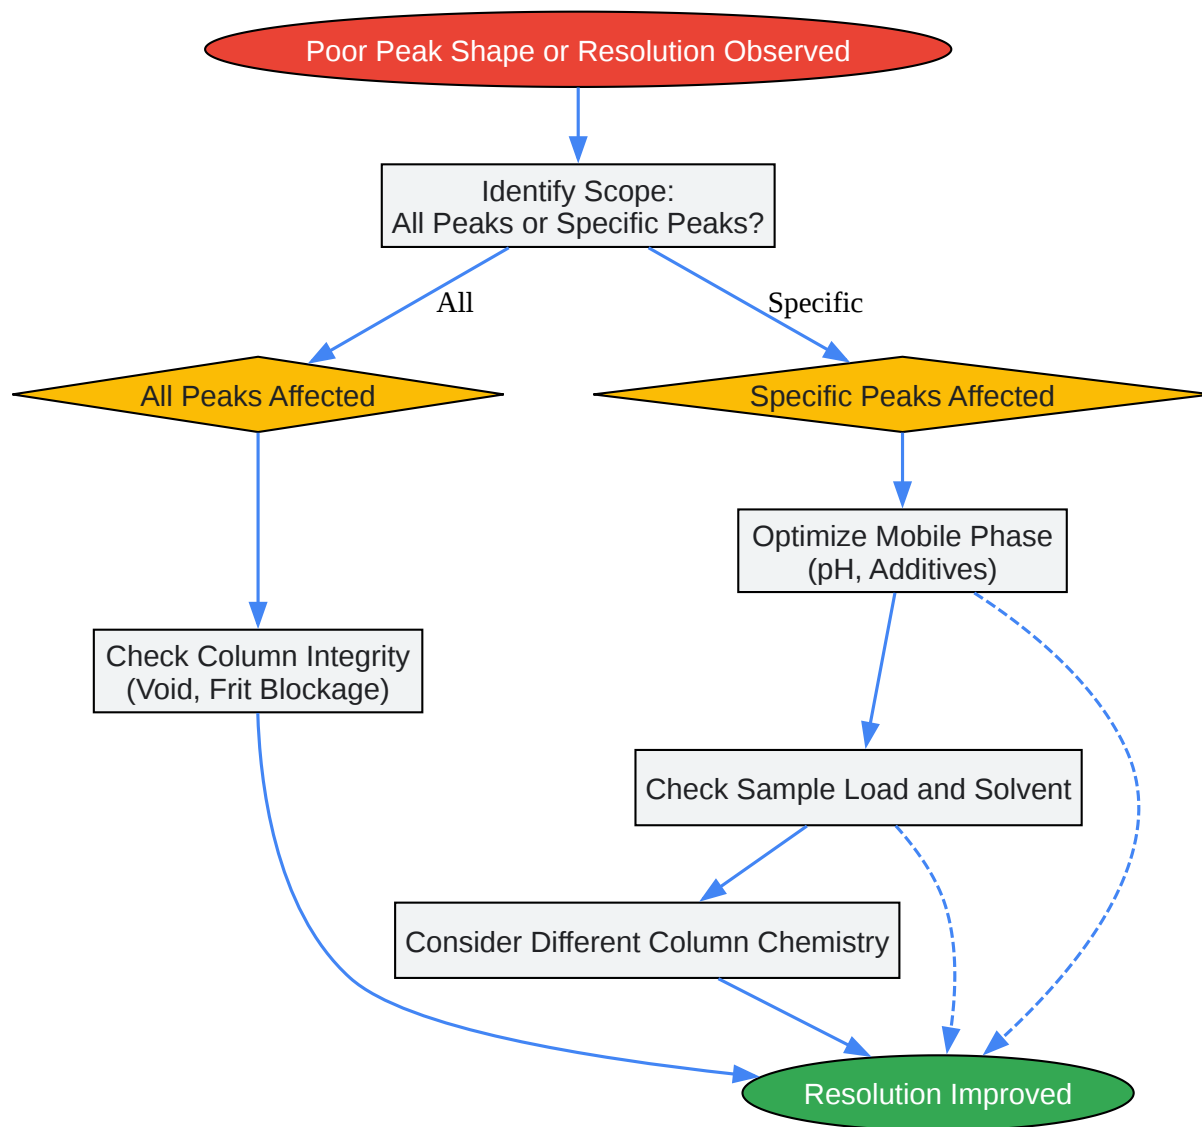 Poor Peak Shape or Resolution Observed
Identify Scope:
All Peaks or Specific Peaks?
All
Specific
All Peaks Affected
Specific Peaks Affected
Optimize Mobile Phase
(pH, Additives)
Check Column Integrity
(Void, Frit Blockage)
Check Sample Load and Solvent
Consider Different Column Chemistry
Resolution Improved